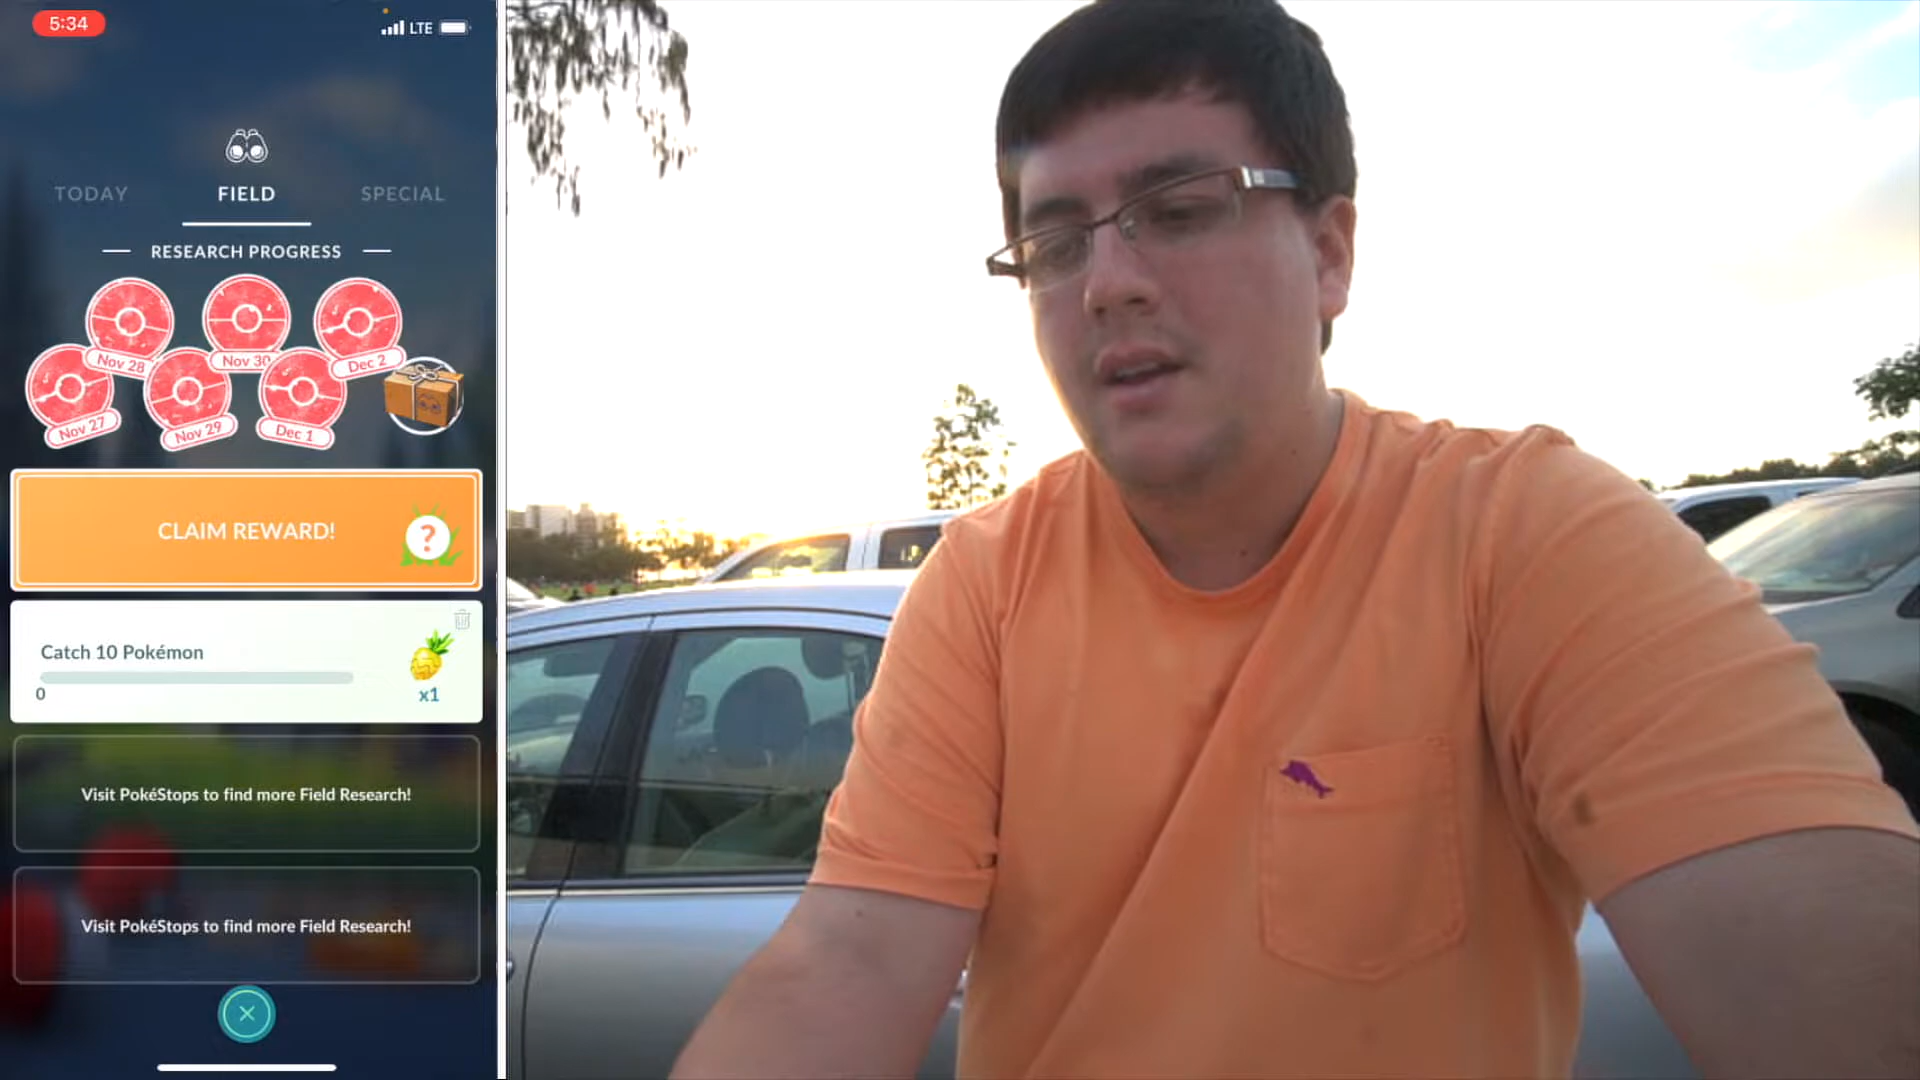 5:34
LTE
TODAY
FIELD
SPECIAL
RESEARCH PROGRESS
Nov 28
Nov 30
Dec 2
Nov 27
Nov 29
Dec 1
CLAIM REWARD!
?
Catch 10 Pokémon
0
x1
Visit PokéStops to find more Field Research!
Visit PokéStops to find more Field Research!